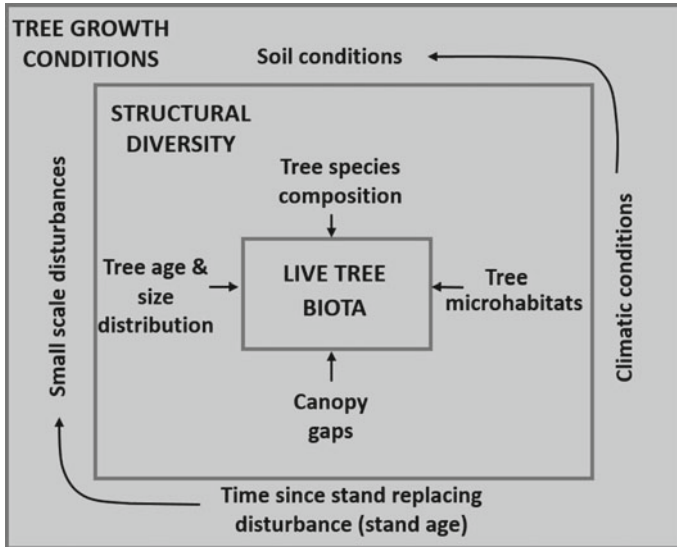 TREE GROWTH
CONDITIONS
Soil conditions
STRUCTURAL
DIVERSITY
Tree species
composition
Small scale disturbances
Tree age &
size
distribution
LIVE TREE
BIOTA
Tree
microhabitats
Climatic conditions
Canopy
gaps
Time since stand replacing
disturbance (stand age)